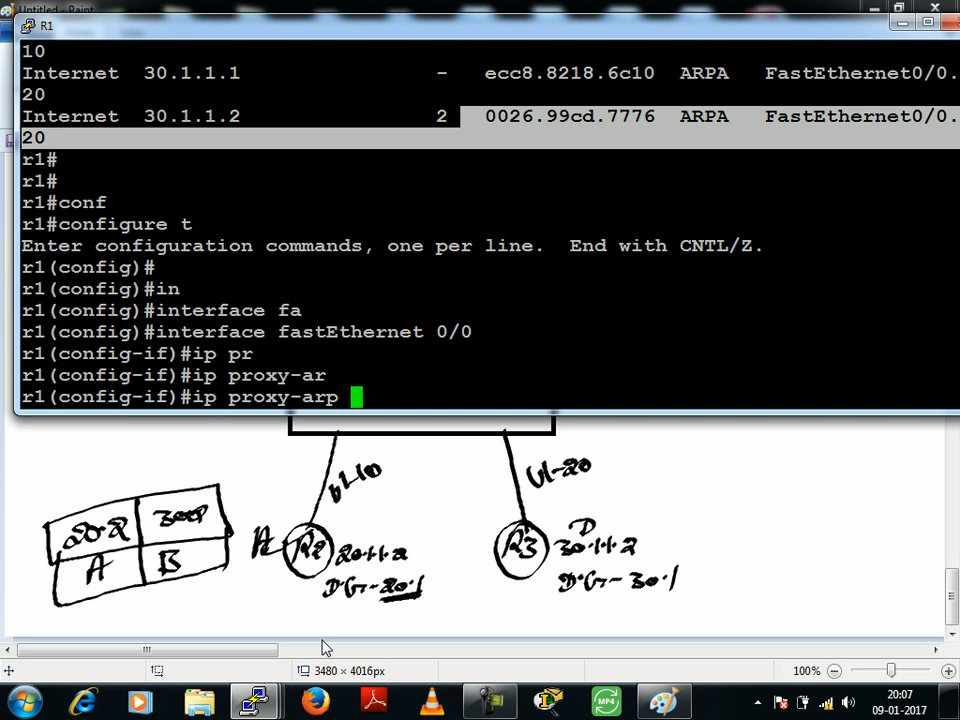 Untitled - Paint
R1
10
Internet 30.1.1.1 - ecc8.8218.6c10 ARPA FastEthernet0/0.
20
Internet 30.1.1.2 2 0026.99cd.7776 ARPA FastEthernet0/0.
20
r1#
r1#
r1#conf
r1#configure t
Enter configuration commands, one per line. End with CNTL/Z.
r1(config)#
r1(config)#in
r1(config)#interface fa
r1(config)#interface fastEthernet 0/0
r1(config-if)#ip pr
r1(config-if)#ip proxy-ar
r1(config-if)#ip proxy-arp
A R2 20.1.1.2
R3 D 30.1.1.2
A B
3480 × 4016px
100%
20:07
09-01-2017
MP4